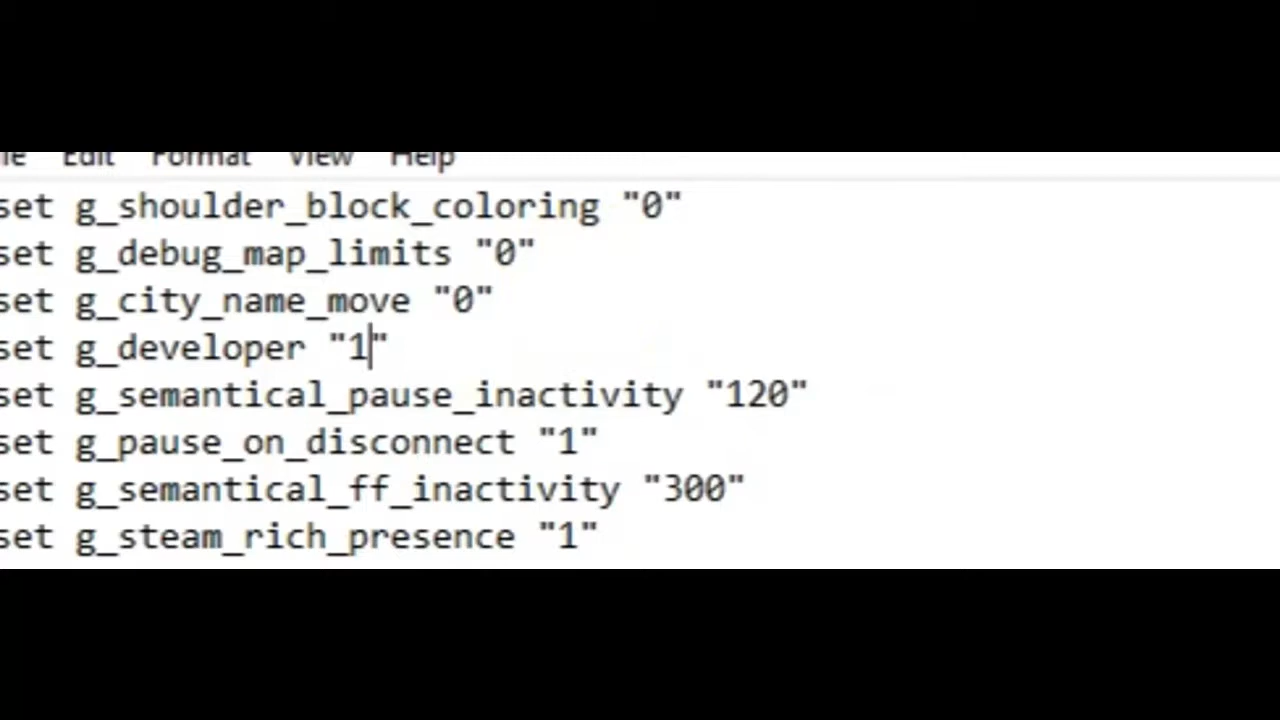 Edit Format View Help
set g_shoulder_block_coloring "0"
set g_debug_map_limits "0"
set g_city_name_move "0"
set g_developer "1"
set g_semantical_pause_inactivity "120"
set g_pause_on_disconnect "1"
set g_semantical_ff_inactivity "300"
set g_steam_rich_presence "1"